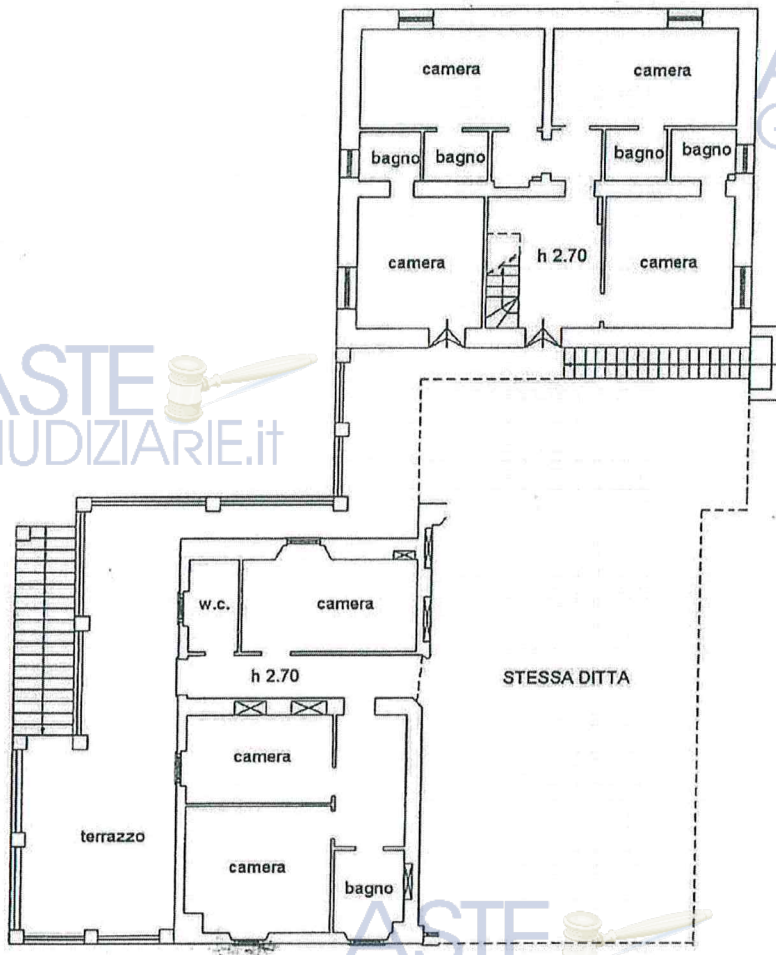 camera
camera
bagno
bagno
bagno
bagno
camera
h 2.70
camera
ASTE
GIUDIZIARIE.it
w.c.
camera
h 2.70
STESSA DITTA
camera
terrazzo
camera
bagno
ASTE